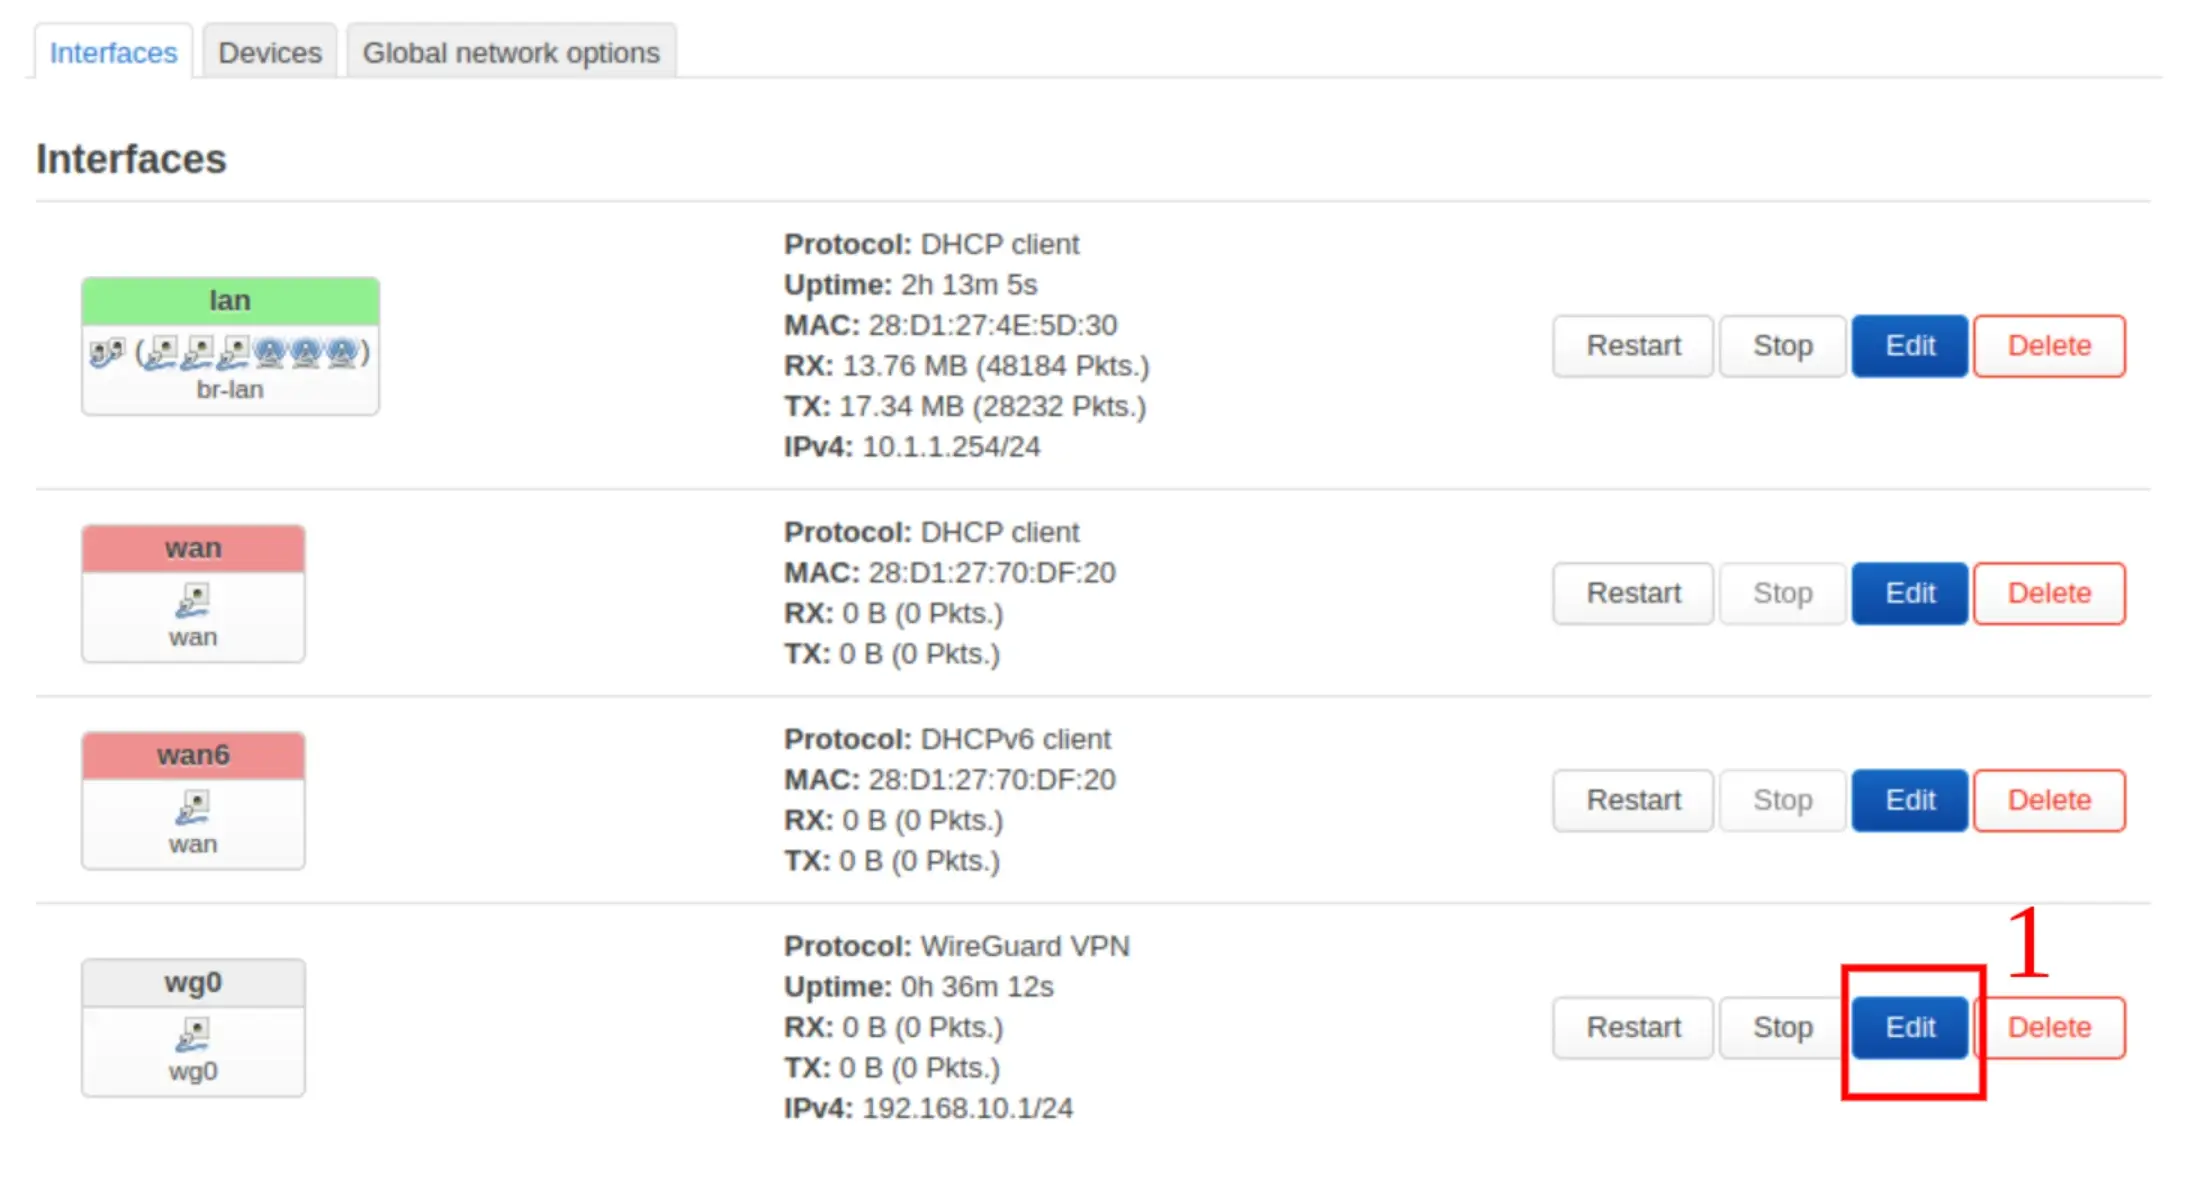 Interfaces Devices Global network options
Interfaces
lan
br-lan
Protocol: DHCP client
Uptime: 2h 13m 5s
MAC: 28:D1:27:4E:5D:30
RX: 13.76 MB (48184 Pkts.)
TX: 17.34 MB (28232 Pkts.)
IPv4: 10.1.1.254/24
Restart Stop Edit Delete
wan
wan
Protocol: DHCP client
MAC: 28:D1:27:70:DF:20
RX: 0 B (0 Pkts.)
TX: 0 B (0 Pkts.)
Restart Stop Edit Delete
wan6
wan
Protocol: DHCPv6 client
MAC: 28:D1:27:70:DF:20
RX: 0 B (0 Pkts.)
TX: 0 B (0 Pkts.)
Restart Stop Edit Delete
wg0
wg0
Protocol: WireGuard VPN
Uptime: 0h 36m 12s
RX: 0 B (0 Pkts.)
TX: 0 B (0 Pkts.)
IPv4: 192.168.10.1/24
1
Restart Stop Edit Delete